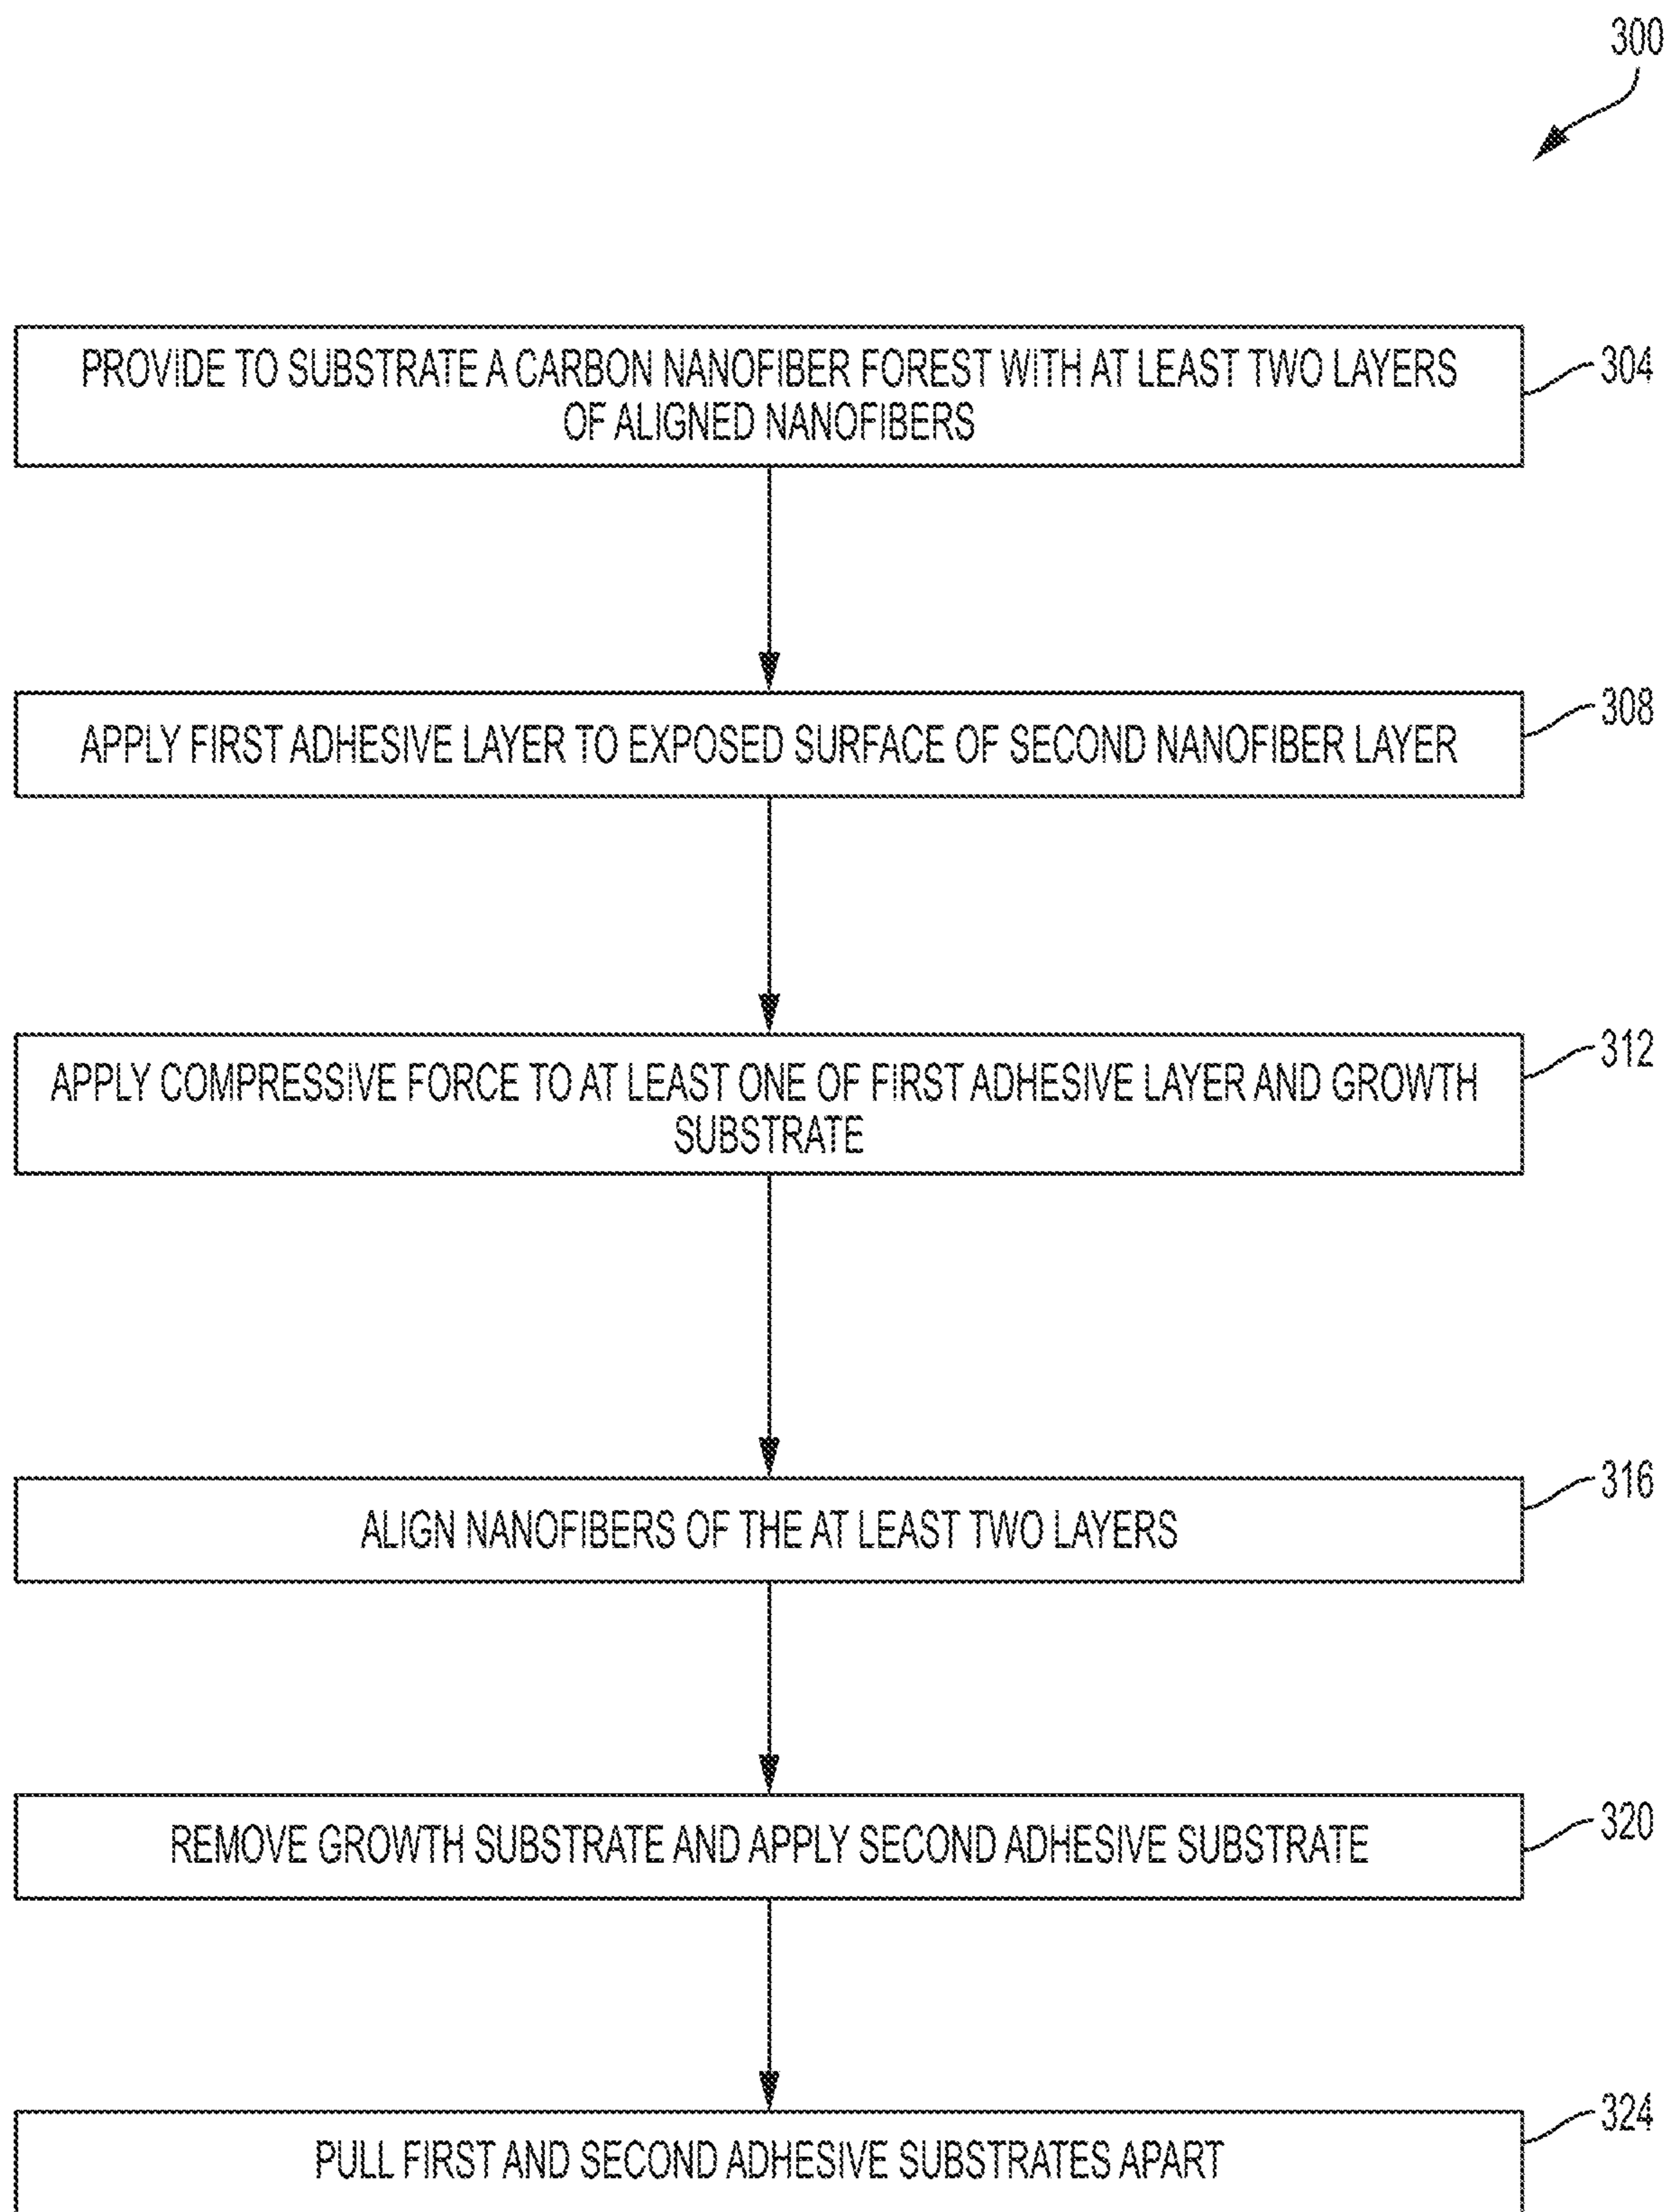 300
PROVIDE TO SUBSTRATE A CARBON NANOFIBER FOREST WITH AT LEAST TWO LAYERS
OF ALIGNED NANOFIBERS
304
APPLY FIRST ADHESIVE LAYER TO EXPOSED SURFACE OF SECOND NANOFIBER LAYER
308
APPLY COMPRESSIVE FORCE TO AT LEAST ONE OF FIRST ADHESIVE LAYER AND GROWTH
SUBSTRATE
312
ALIGN NANOFIBERS OF THE AT LEAST TWO LAYERS
316
REMOVE GROWTH SUBSTRATE AND APPLY SECOND ADHESIVE SUBSTRATE
320
PULL FIRST AND SECOND ADHESIVE SUBSTRATES APART
324